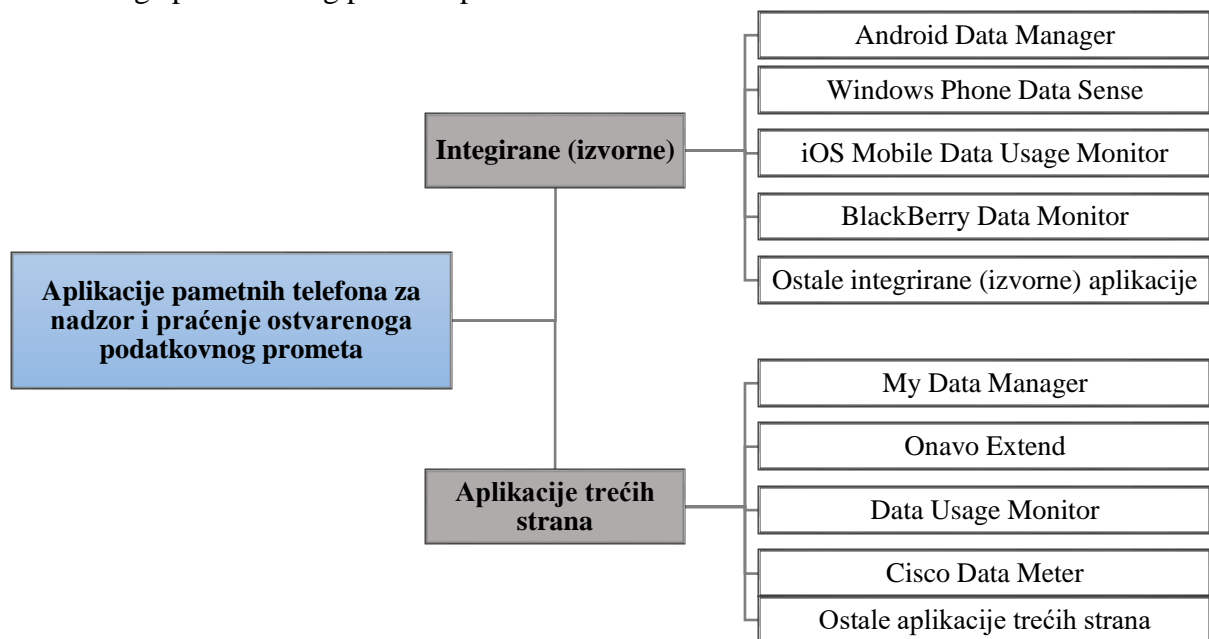 Android Data Manager
Windows Phone Data Sense
Integirane (izvorne)
iOS Mobile Data Usage Monitor
BlackBerry Data Monitor
Ostale integrirane (izvorne) aplikacije
Aplikacije pametnih telefona za
nadzor i praćenje ostvarenoga
podatkovnog prometa
My Data Manager
Onavo Extend
Aplikacije trećih
strana
Data Usage Monitor
Cisco Data Meter
Ostale aplikacije trećih strana